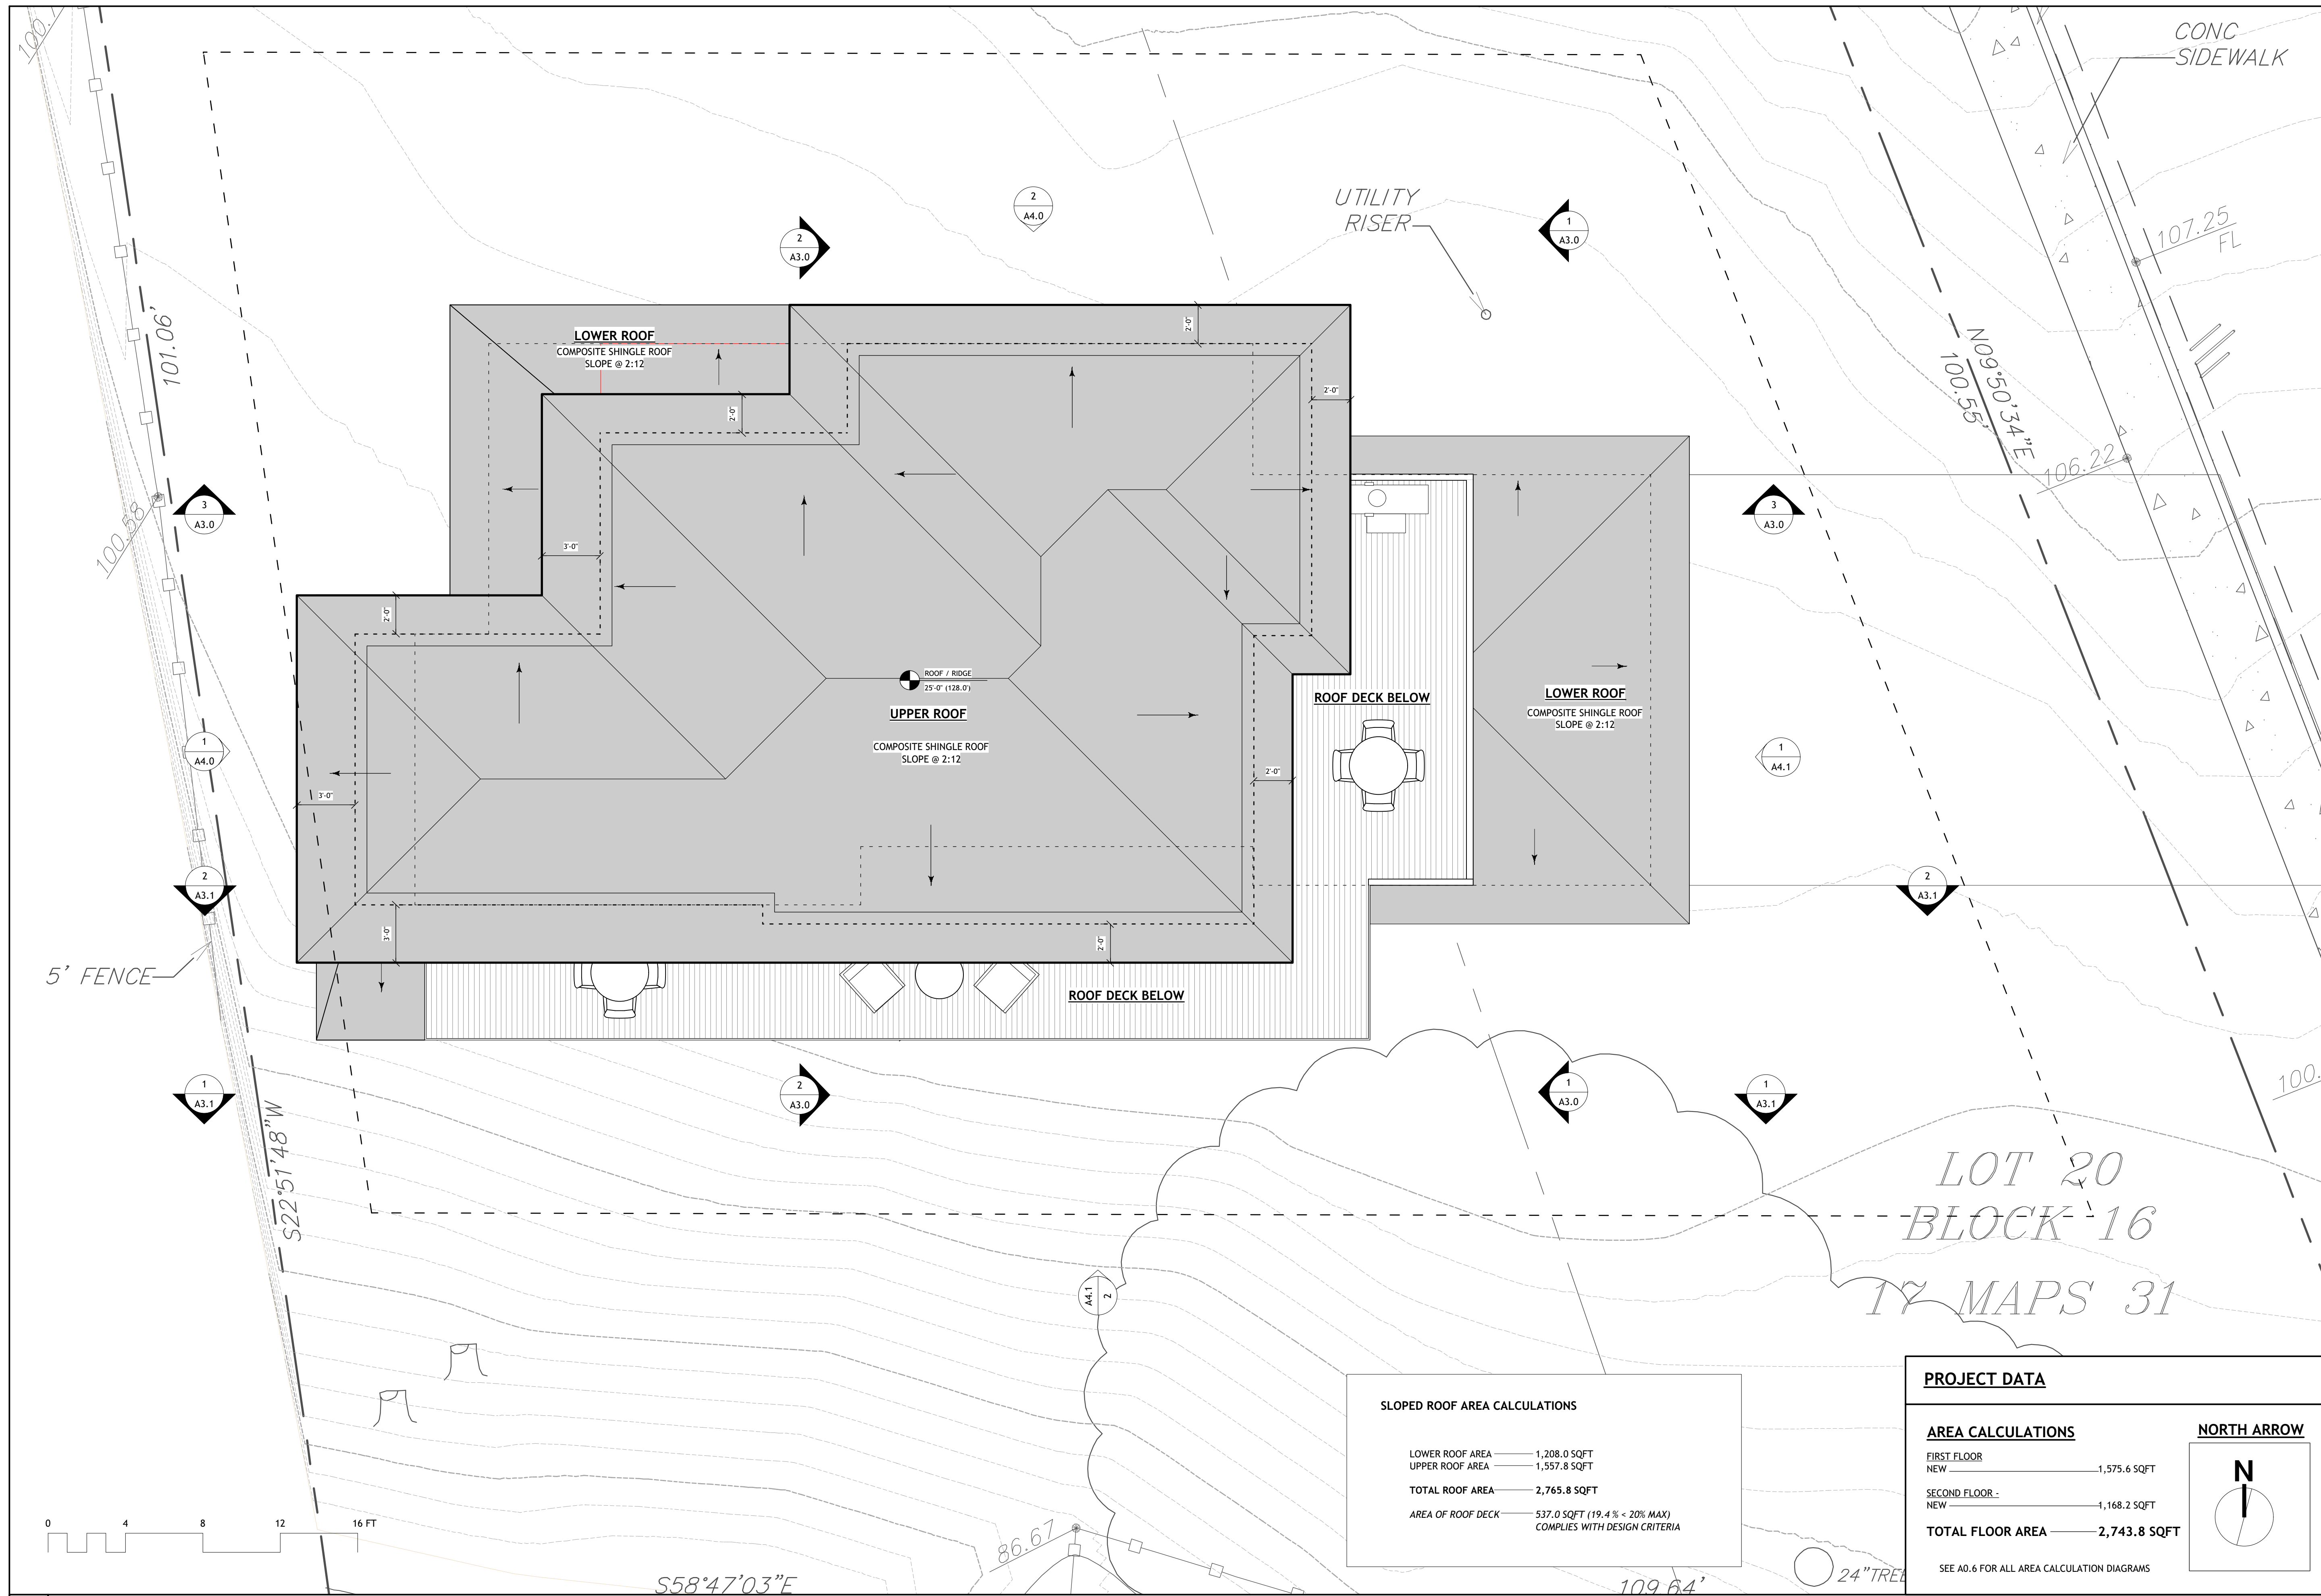 100.
CONC
SIDEWALK
2
A4.0
UTILITY
RISER
1
A3.0
2
A3.0
107.25
FL
101.06'
LOWER ROOF
COMPOSITE SHINGLE ROOF
SLOPE @ 2:12
2'-0"
2'-0"
2'-0"
N09°50'34"E
100.55'
106.22
3
A3.0
100.58
3
A3.0
3'-0"
2'-0"
ROOF / RIDGE
25'-0" (128.0')
UPPER ROOF
COMPOSITE SHINGLE ROOF
SLOPE @ 2:12
ROOF DECK BELOW
LOWER ROOF
COMPOSITE SHINGLE ROOF
SLOPE @ 2:12
1
A4.0
1
A4.1
3'-0"
2'-0"
2
A3.1
2
A3.1
3'-0"
2'-0"
5' FENCE
ROOF DECK BELOW
1
A3.1
2
A3.0
1
A3.0
1
A3.1
100.
S22°51'48"W
LOT 20
BLOCK 16
17 MAPS 31
A4.1
2
SLOPED ROOF AREA CALCULATIONS
LOWER ROOF AREA 1,208.0 SQFT
UPPER ROOF AREA 1,557.8 SQFT
TOTAL ROOF AREA 2,765.8 SQFT
AREA OF ROOF DECK 537.0 SQFT (19.4 % < 20% MAX)
COMPLIES WITH DESIGN CRITERIA
PROJECT DATA
AREA CALCULATIONS
FIRST FLOOR
NEW 1,575.6 SQFT
SECOND FLOOR -
NEW 1,168.2 SQFT
TOTAL FLOOR AREA 2,743.8 SQFT
SEE A0.6 FOR ALL AREA CALCULATION DIAGRAMS
NORTH ARROW
N
0 4 8 12 16 FT
86.67
S58°47'03"E
109.64'
24"TREE